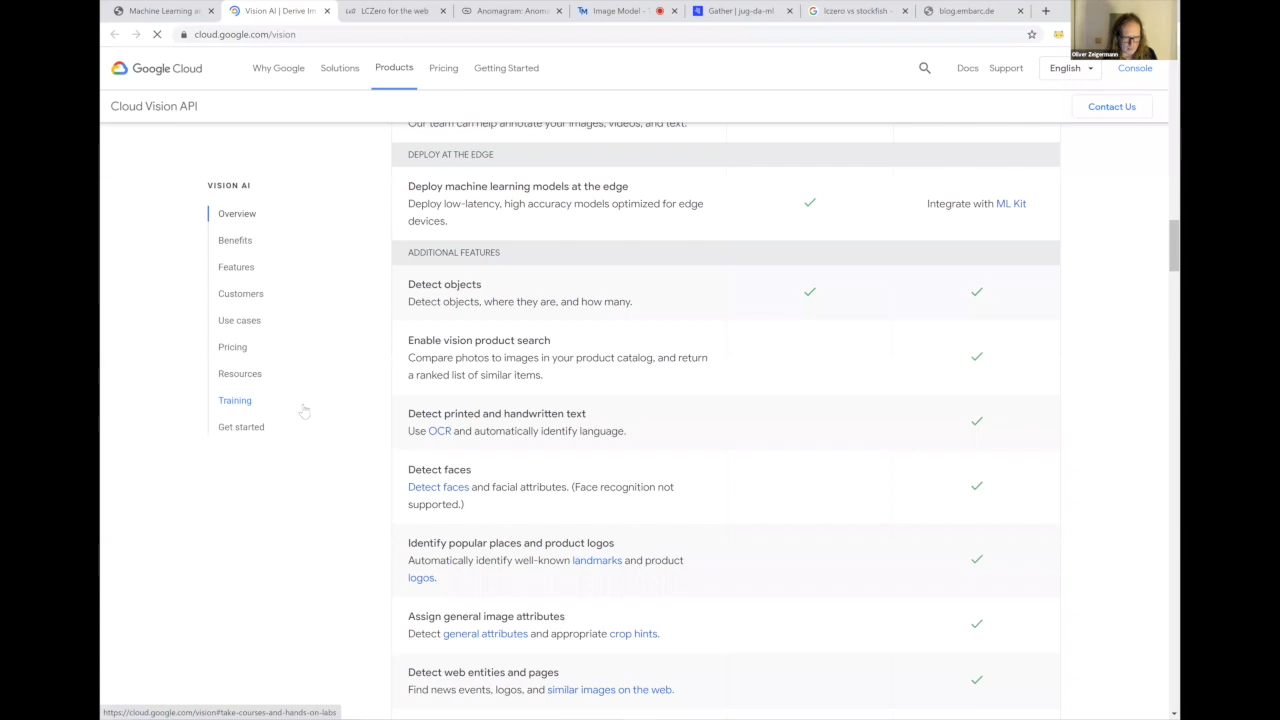 Machine Learning a
Vision AI | Derive Im
LCZero for the web
Anomagram: Anoma
Image Model -
Gather | jug-da-ml
lczero vs stockfish -
blog.embarc.de
cloud.google.com/vision
Oliver Zeigermann
Google Cloud
Why Google
Solutions
Products
Pricing
Getting Started
Docs
Support
English
Console
Cloud Vision API
Contact Us
Our team can help annotate your images, videos, and text.
VISION AI
Overview
Benefits
Features
Customers
Use cases
Pricing
Resources
Training
Get started
DEPLOY AT THE EDGE
Deploy machine learning models at the edge
Deploy low-latency, high accuracy models optimized for edge
devices.
Integrate with ML Kit
ADDITIONAL FEATURES
Detect objects
Detect objects, where they are, and how many.
Enable vision product search
Compare photos to images in your product catalog, and return
a ranked list of similar items.
Detect printed and handwritten text
Use OCR and automatically identify language.
Detect faces
Detect faces and facial attributes. (Face recognition not
supported.)
Identify popular places and product logos
Automatically identify well-known landmarks and product
logos.
Assign general image attributes
Detect general attributes and appropriate crop hints.
Detect web entities and pages
Find news events, logos, and similar images on the web.
https://cloud.google.com/vision#take-courses-and-hands-on-labs